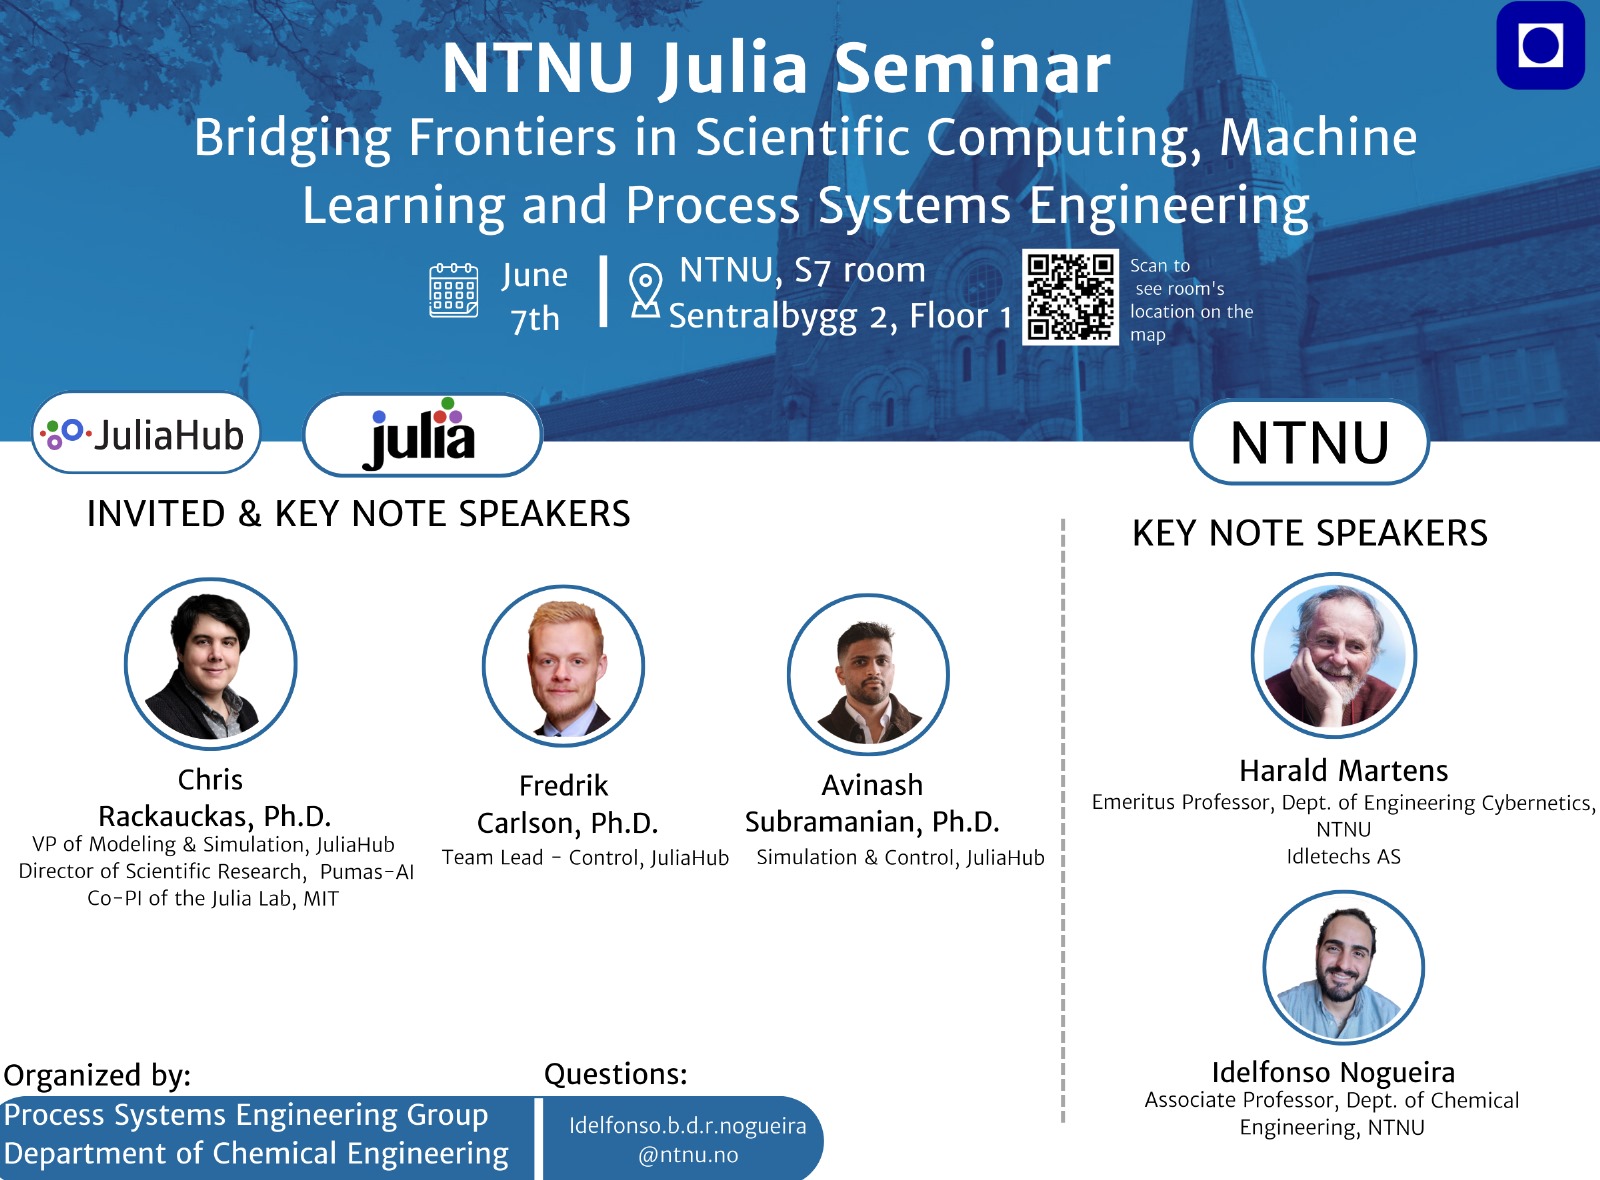 NTNU Julia Seminar
Bridging Frontiers in Scientific Computing, Machine
Learning and Process Systems Engineering
June
7th
NTNU, S7 room
Sentralbygg 2, Floor 1
Scan to
see room's
location on the
map
JuliaHub
julia
NTNU
INVITED & KEY NOTE SPEAKERS
Chris
Rackauckas, Ph.D.
VP of Modeling & Simulation, JuliaHub
Director of Scientific Research, Pumas-AI
Co-PI of the Julia Lab, MIT
Fredrik
Carlson, Ph.D.
Team Lead - Control, JuliaHub
Avinash
Subramanian, Ph.D.
Simulation & Control, JuliaHub
KEY NOTE SPEAKERS
Harald Martens
Emeritus Professor, Dept. of Engineering Cybernetics,
NTNU
Idletechs AS
Idelfonso Nogueira
Associate Professor, Dept. of Chemical
Engineering, NTNU
Organized by:
Process Systems Engineering Group
Department of Chemical Engineering
Questions:
Idelfonso.b.d.r.nogueira
@ntnu.no